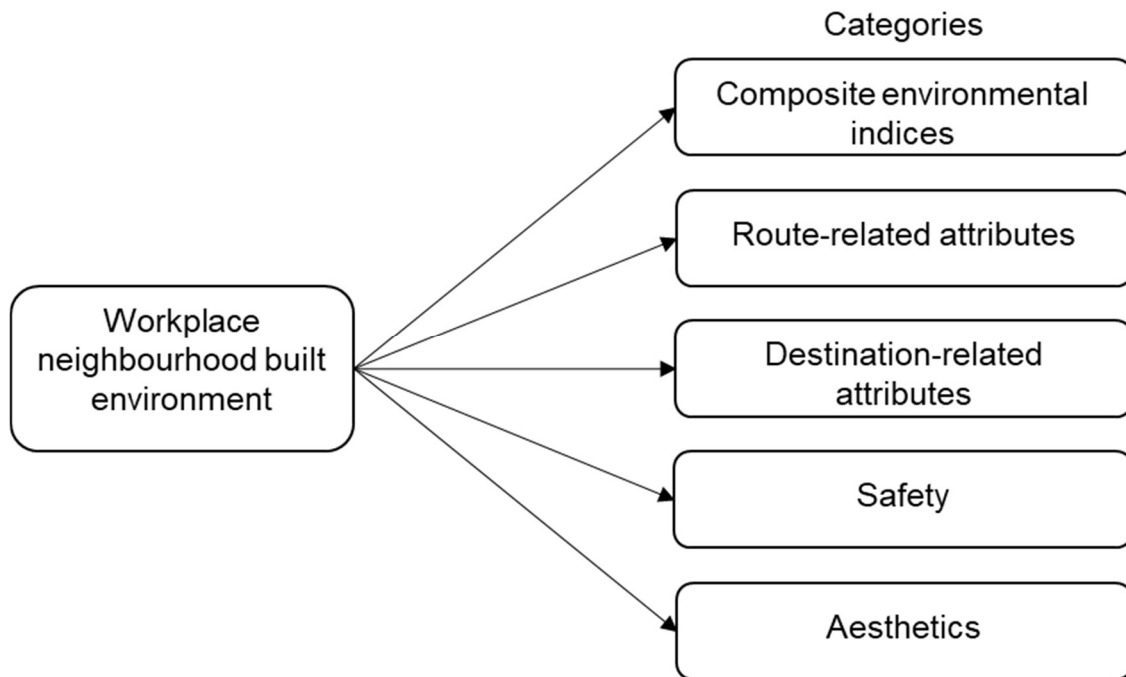 Categories
Composite environmental
indices
Route-related attributes
Workplace
neighbourhood built
environment
Destination-related
attributes
Safety
Aesthetics